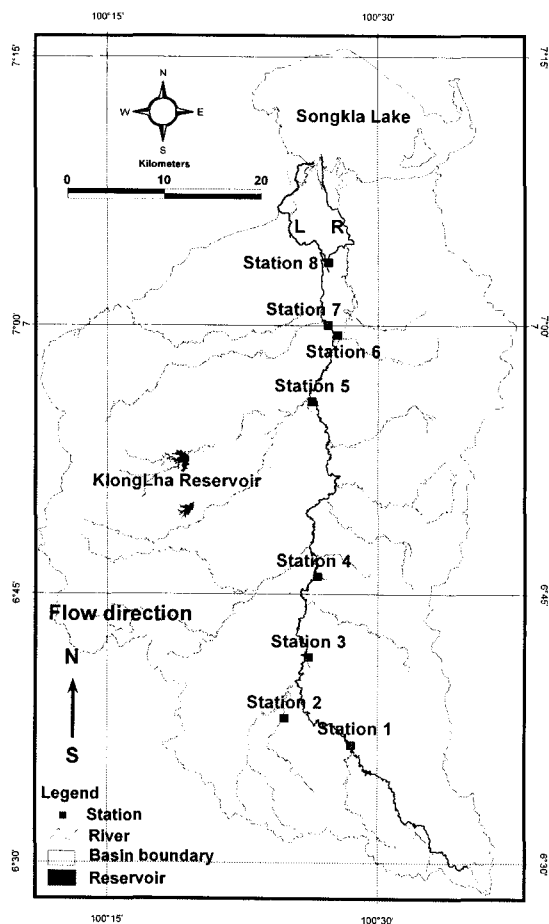 100°15'
100°30'
7°15'
7°15'
N
W
E
S
Songkla Lake
Kilometers
0
10
20
L
R
Station 8
Station 7
7°00'
7°00'
Station 6
Station 5
KlongLha Reservoir
Station 4
6°45'
6°45'
Flow direction
Station 3
N
Station 2
Station 1
S
Legend
Station
River
Basin boundary
Reservoir
6°30'
6°30'
100°15'
100°30'